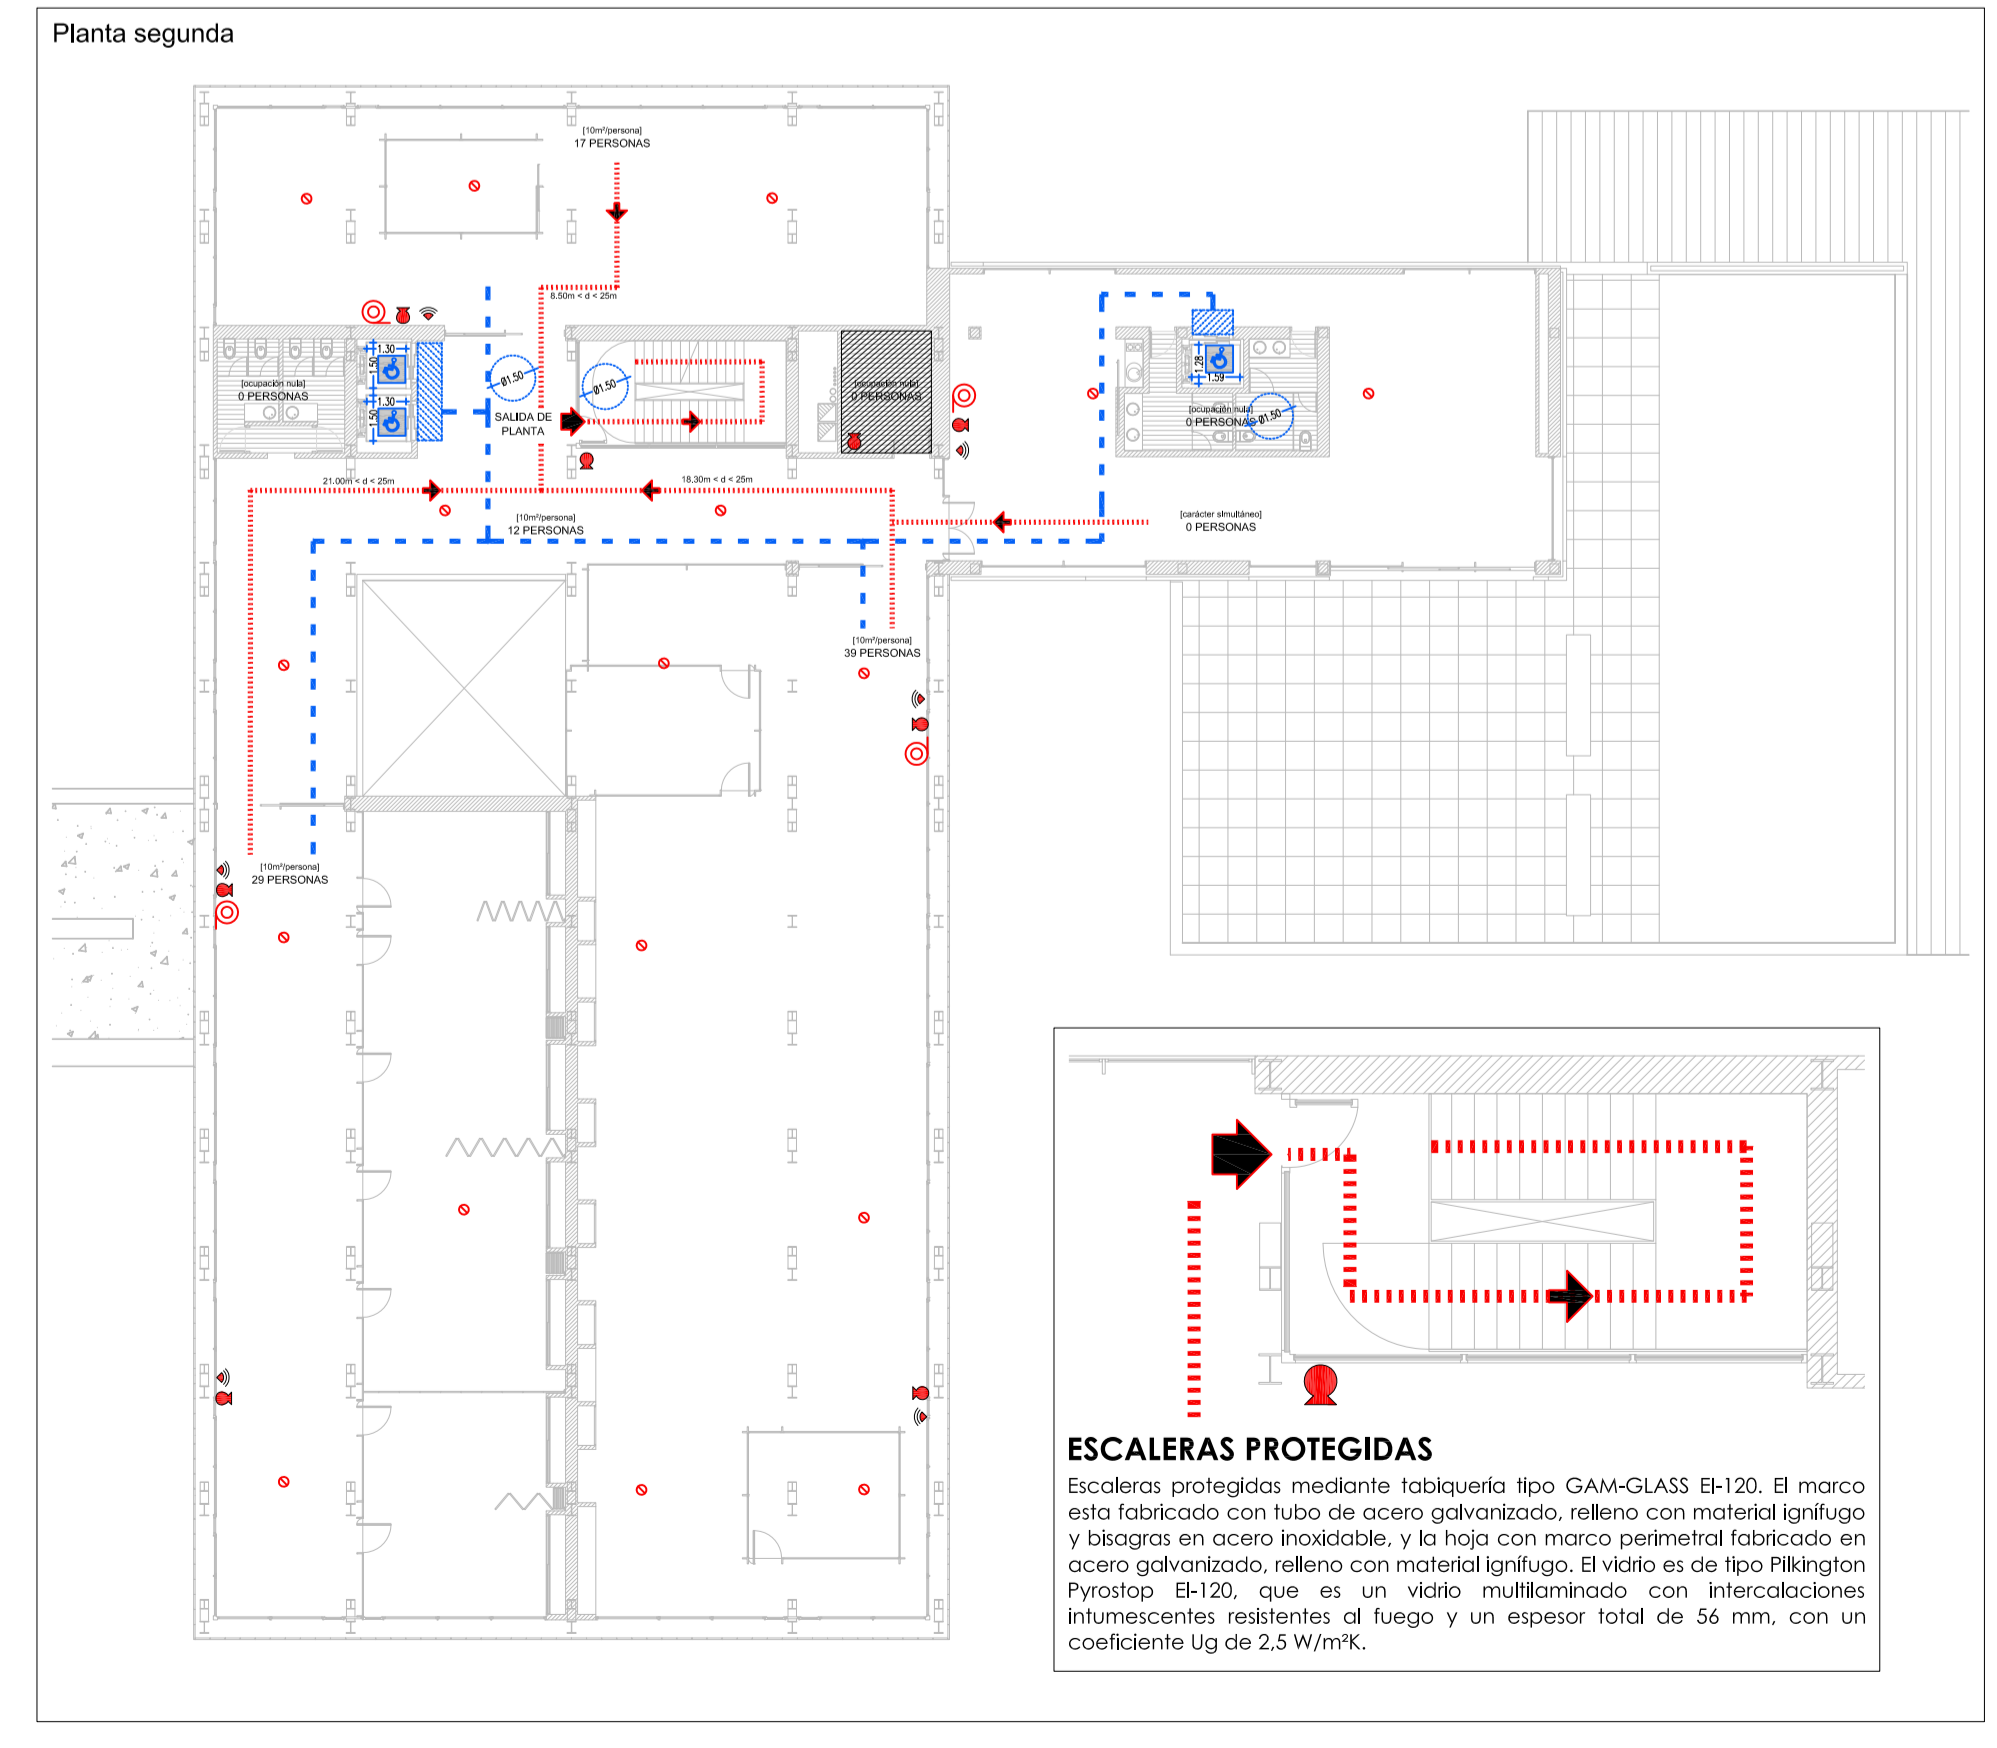 Planta segunda
[10m²/persona]
17 PERSONAS
8.50m < d < 25m
1.30
1.50
1.30
1.50
[ocupación nula]
0 PERSONAS
Ø1.50
Ø1.50
SALIDA DE
PLANTA
[ocupación nula]
0 PERSONAS
1.28
1.59
[ocupación nula]
0 PERSONAS
Ø1.50
21.00m < d < 25m
18.30m < d < 25m
[10m²/persona]
12 PERSONAS
[carácter simultáneo]
0 PERSONAS
[10m²/persona]
39 PERSONAS
[10m²/persona]
29 PERSONAS
ESCALERAS PROTEGIDAS
Escaleras protegidas mediante tabiquería tipo GAM-GLASS EI-120. El marco
esta fabricado con tubo de acero galvanizado, relleno con material ignífugo
y bisagras en acero inoxidable, y la hoja con marco perimetral fabricado en
acero galvanizado, relleno con material ignífugo. El vidrio es de tipo Pilkington
Pyrostop EI-120, que es un vidrio multilaminado con intercalaciones
intumescentes resistentes al fuego y un espesor total de 56 mm, con un
coeficiente Ug de 2,5 W/m²K.